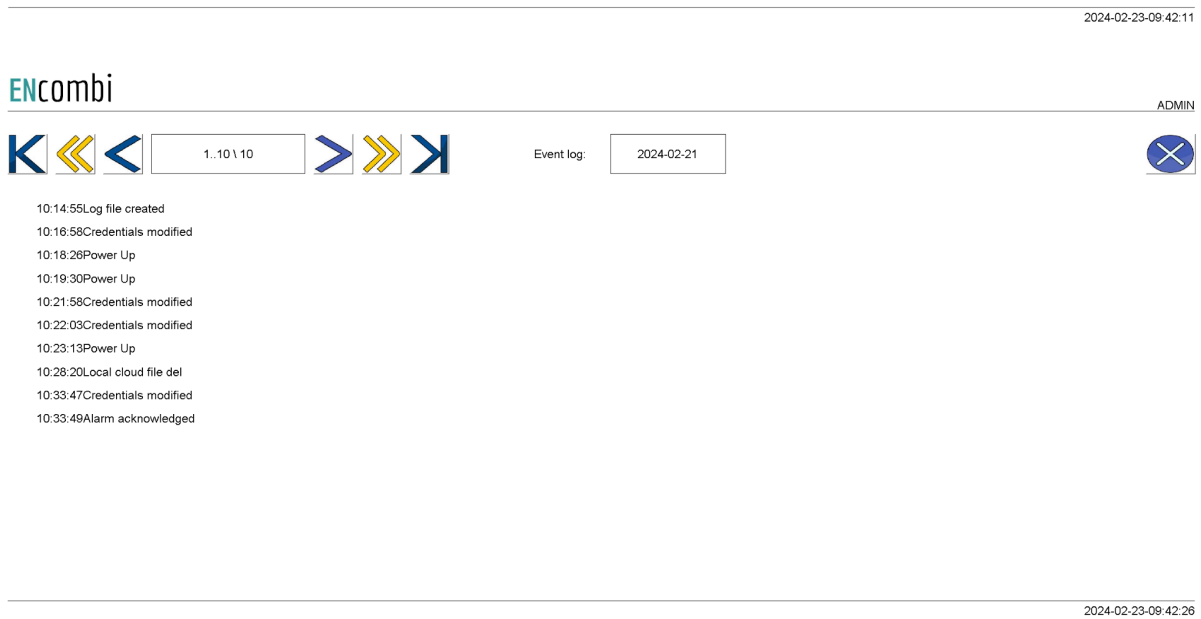 2024-02-23-09:42:11
ENcombi
ADMIN
1..10 \ 10
Event log:
2024-02-21
10:14:55Log file created
10:16:58Credentials modified
10:18:26Power Up
10:19:30Power Up
10:21:58Credentials modified
10:22:03Credentials modified
10:23:13Power Up
10:28:20Local cloud file del
10:33:47Credentials modified
10:33:49Alarm acknowledged
2024-02-23-09:42:26